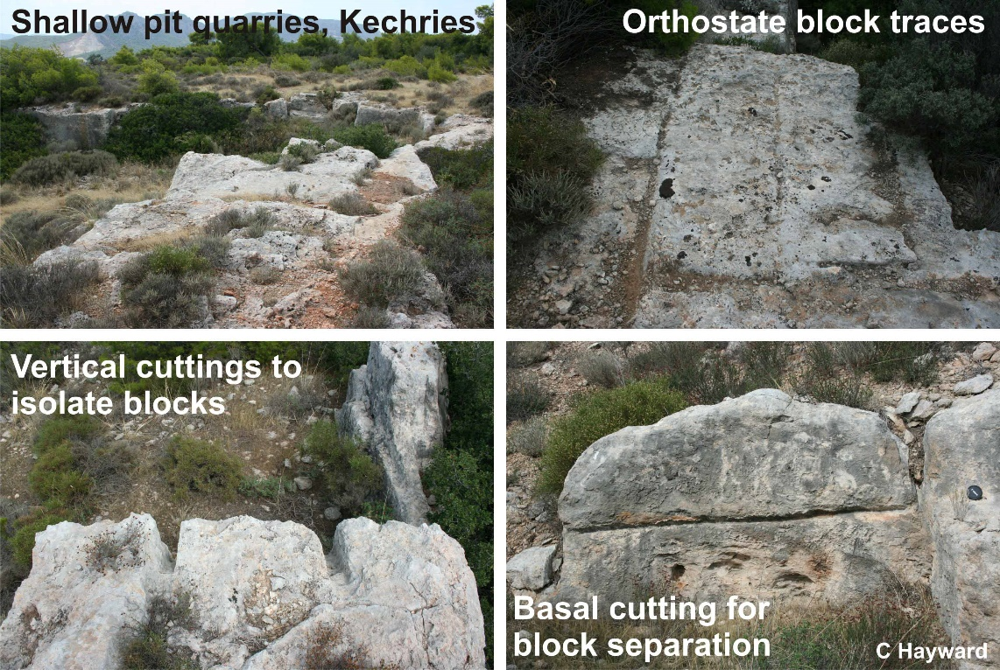 Shallow pit quarries, Kechries
Orthostate block traces
Vertical cuttings to
isolate blocks
Basal cutting for
block separation
C Hayward